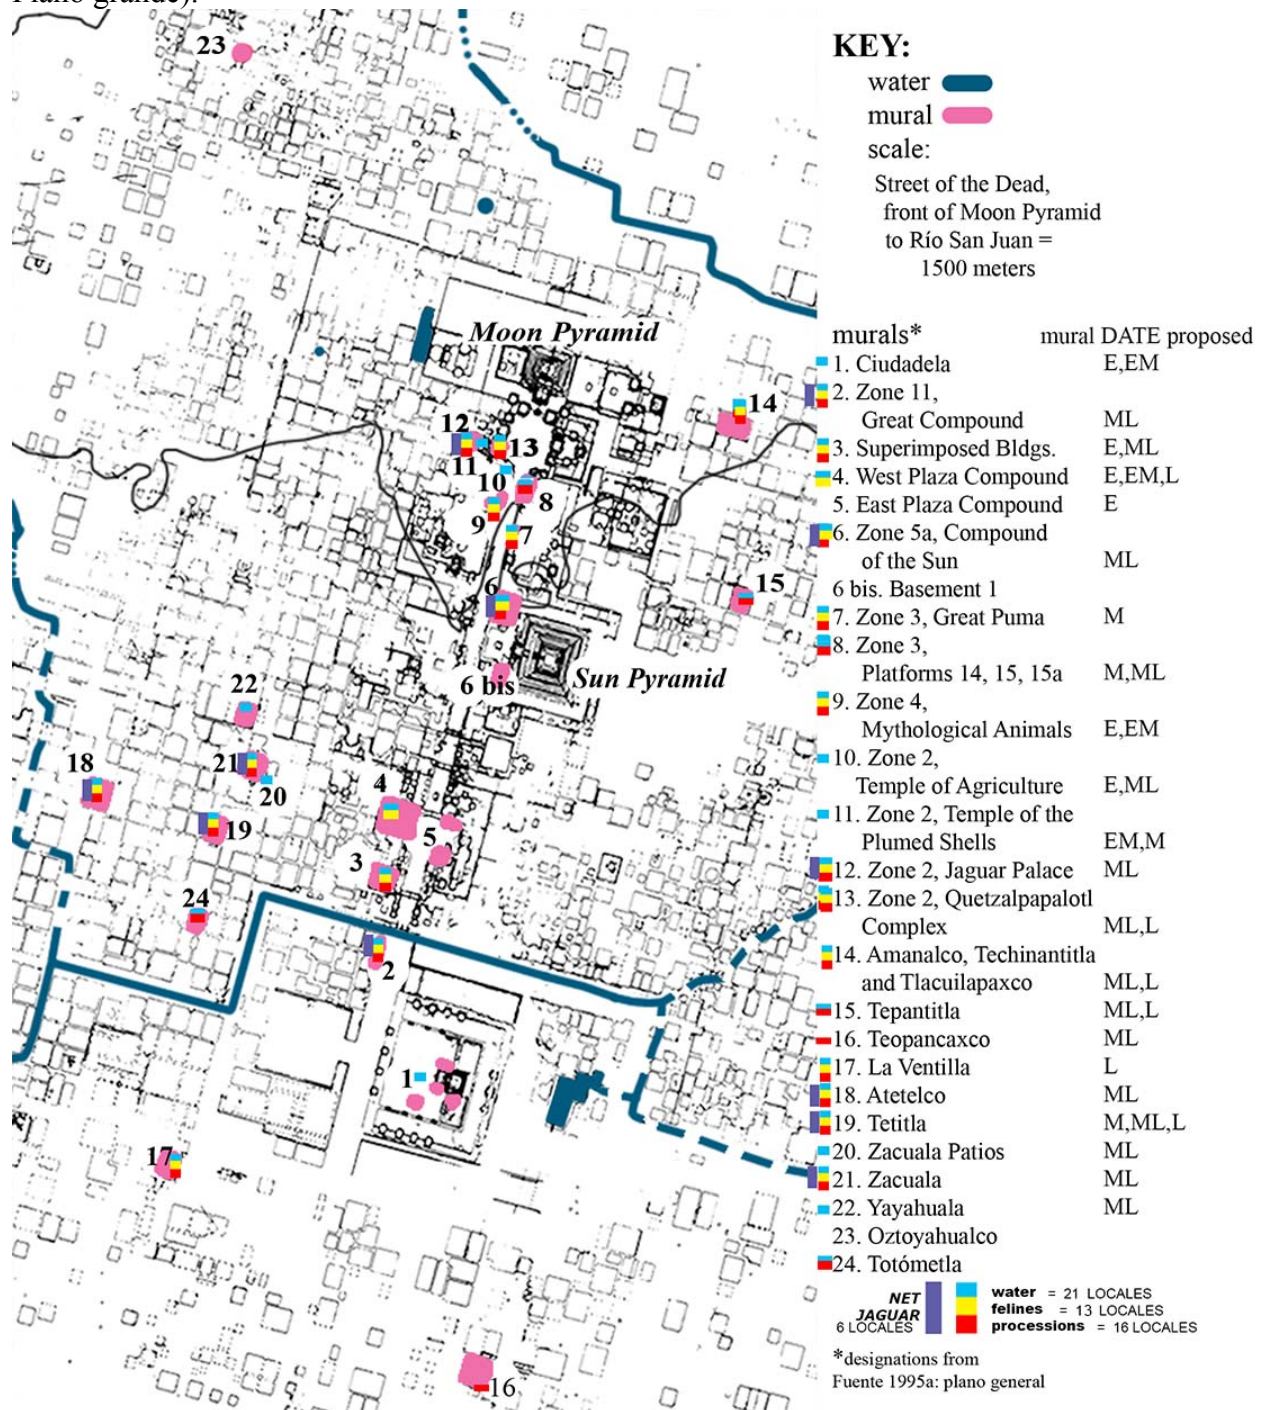 Plano grande).
23
KEY:
water
mural
scale:
Street of the Dead,
front of Moon Pyramid
to Río San Juan =
1500 meters
Moon Pyramid
14
12
13
11
10
8
9
7
6
15
6 bis
Sun Pyramid
22
21
18
20
19
4
5
3
24
2
1
17
16
murals* mural DATE proposed
1. Ciudadela E,EM
2. Zone 11,
Great Compound ML
3. Superimposed Bldgs. E,ML
4. West Plaza Compound E,EM,L
5. East Plaza Compound E
6. Zone 5a, Compound
of the Sun ML
6 bis. Basement 1
7. Zone 3, Great Puma M
8. Zone 3,
Platforms 14, 15, 15a M,ML
9. Zone 4,
Mythological Animals E,EM
10. Zone 2,
Temple of Agriculture E,ML
11. Zone 2, Temple of the
Plumed Shells EM,M
12. Zone 2, Jaguar Palace ML
13. Zone 2, Quetzalpapalotl
Complex ML,L
14. Amanalco, Techinantitla
and Tlacuilapaxco ML,L
15. Tepantitla ML,L
16. Teopancaxco ML
17. La Ventilla L
18. Atetelco ML
19. Tetitla M,ML,L
20. Zacuala Patios ML
21. Zacuala ML
22. Yayahuala ML
23. Oztoyahualco
24. Totómetla
NET
JAGUAR
6 LOCALES
water = 21 LOCALES
felines = 13 LOCALES
processions = 16 LOCALES
*designations from
Fuente 1995a: plano general